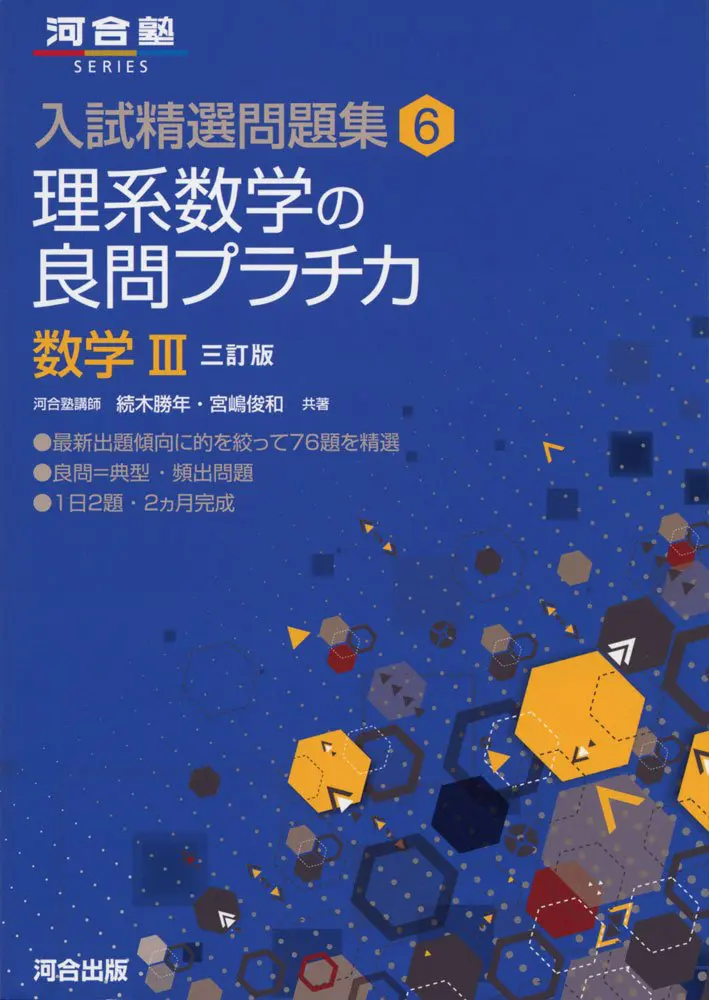 河合塾
SERIES
入試精選問題集 6
理系数学の
良問プラチカ
数学 III 三訂版
河合塾講師 続木勝年・宮嶋俊和 共著
●最新出題傾向に的を絞って76題を精選
●良問=典型・頻出問題
●1日2題・2ヵ月完成
河合出版